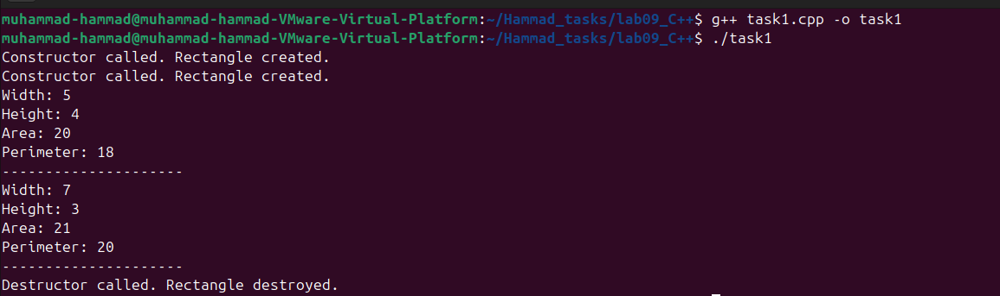 muhammad-hammad@muhammad-hammad-VMware-Virtual-Platform:~/Hammad_tasks/lab09_C++$ g++ task1.cpp -o task1
muhammad-hammad@muhammad-hammad-VMware-Virtual-Platform:~/Hammad_tasks/lab09_C++$ ./task1
Constructor called. Rectangle created.
Constructor called. Rectangle created.
Width: 5
Height: 4
Area: 20
Perimeter: 18
---------------------
Width: 7
Height: 3
Area: 21
Perimeter: 20
---------------------
Destructor called. Rectangle destroyed.